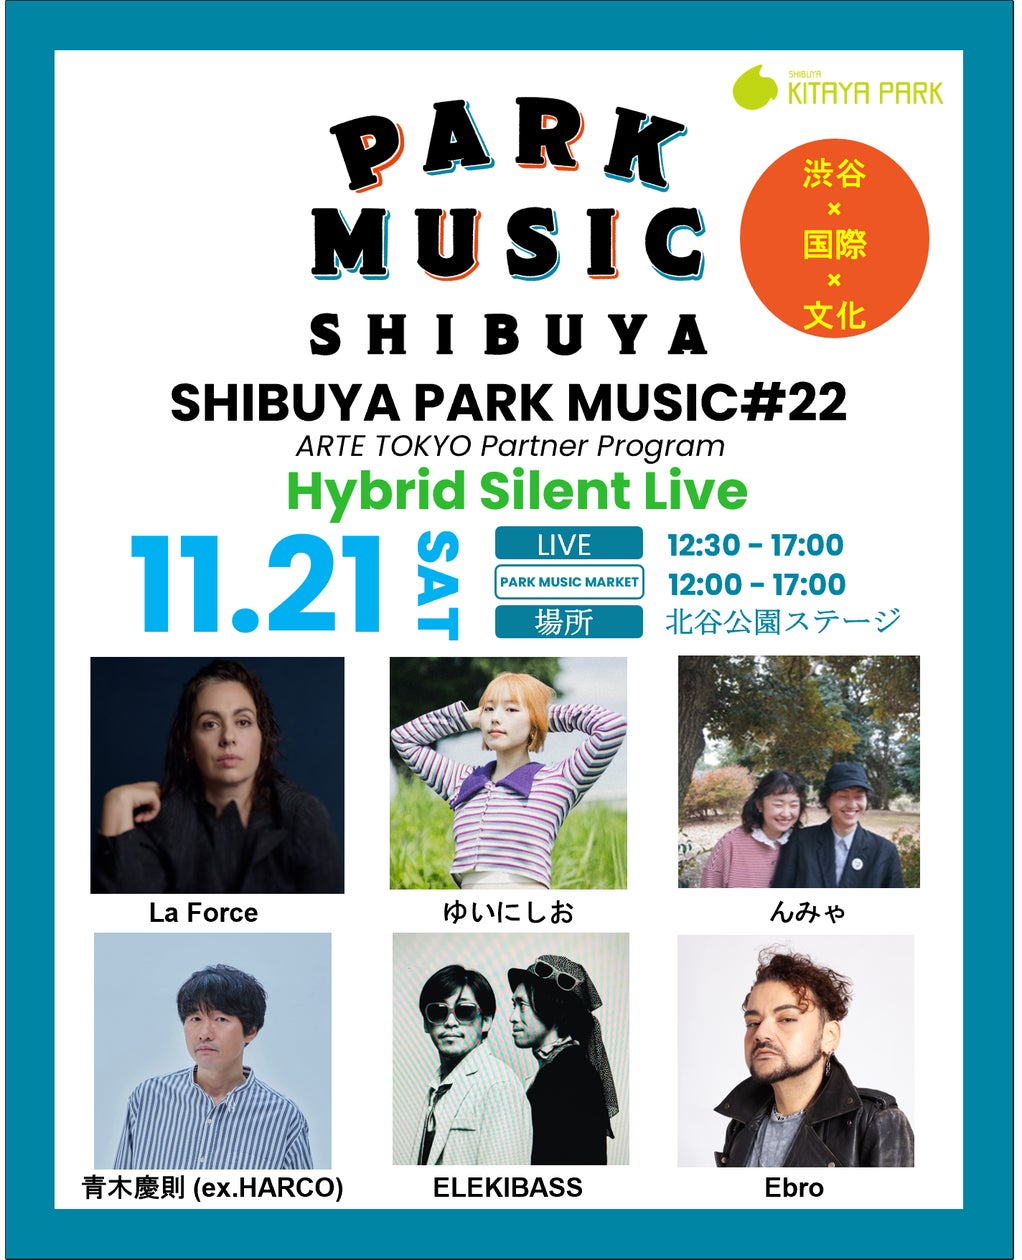 SHIBUYA
KITAYA PARK
PARK
MUSIC
SHIBUYA
渋谷
×
国際
×
文化
SHIBUYA PARK MUSIC#22
ARTE TOKYO Partner Program
Hybrid Silent Live
11.21 SAT
LIVE 12:30 - 17:00
PARK MUSIC MARKET 12:00 - 17:00
場所 北谷公園ステージ
La Force
ゆいにしお
んみゃ
青木慶則 (ex.HARCO)
ELEKIBASS
Ebro